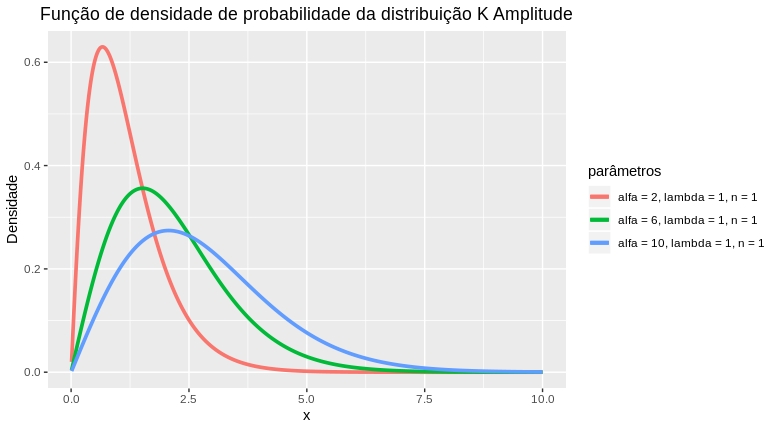 Função de densidade de probabilidade da distribuição K Amplitude
0.6
0.4
0.2
0.0
Densidade
0.0 2.5 5.0 7.5 10.0
x
parâmetros
alfa = 2, lambda = 1, n = 1
alfa = 6, lambda = 1, n = 1
alfa = 10, lambda = 1, n = 1